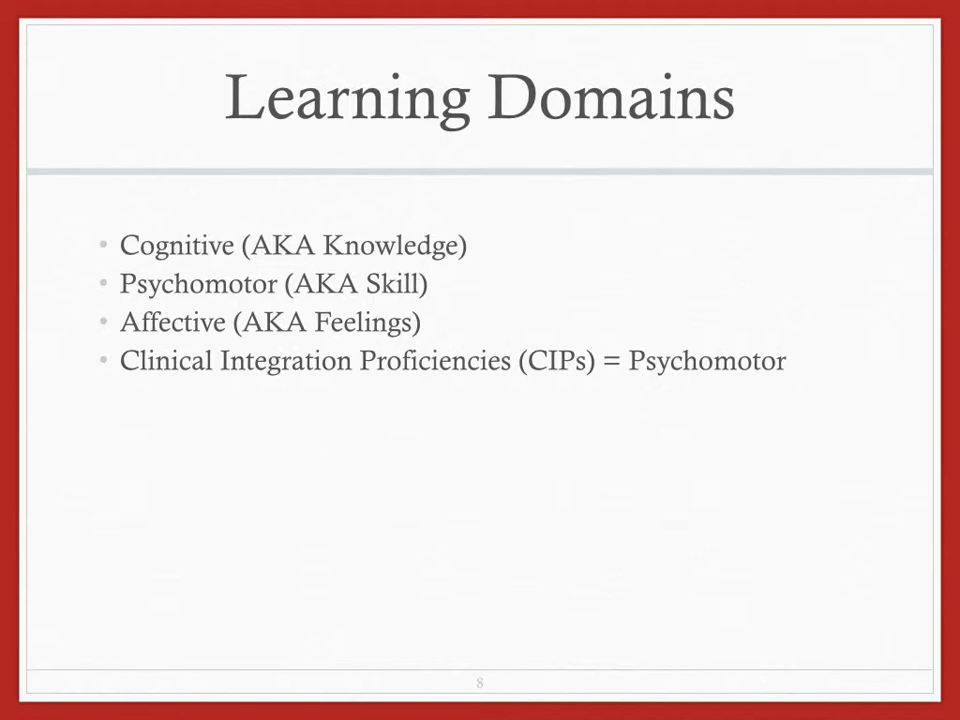 Learning Domains
• Cognitive (AKA Knowledge)
• Psychomotor (AKA Skill)
• Affective (AKA Feelings)
• Clinical Integration Proficiencies (CIPs) = Psychomotor
8